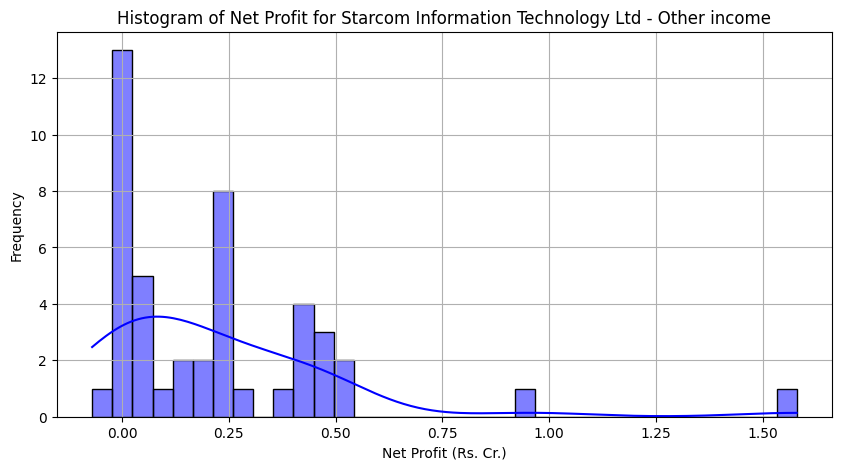 Histogram of Net Profit for Starcom Information Technology Ltd - Other income
Frequency
12
10
8
6
4
2
0
0.00 0.25 0.50 0.75 1.00 1.25 1.50
Net Profit (Rs. Cr.)